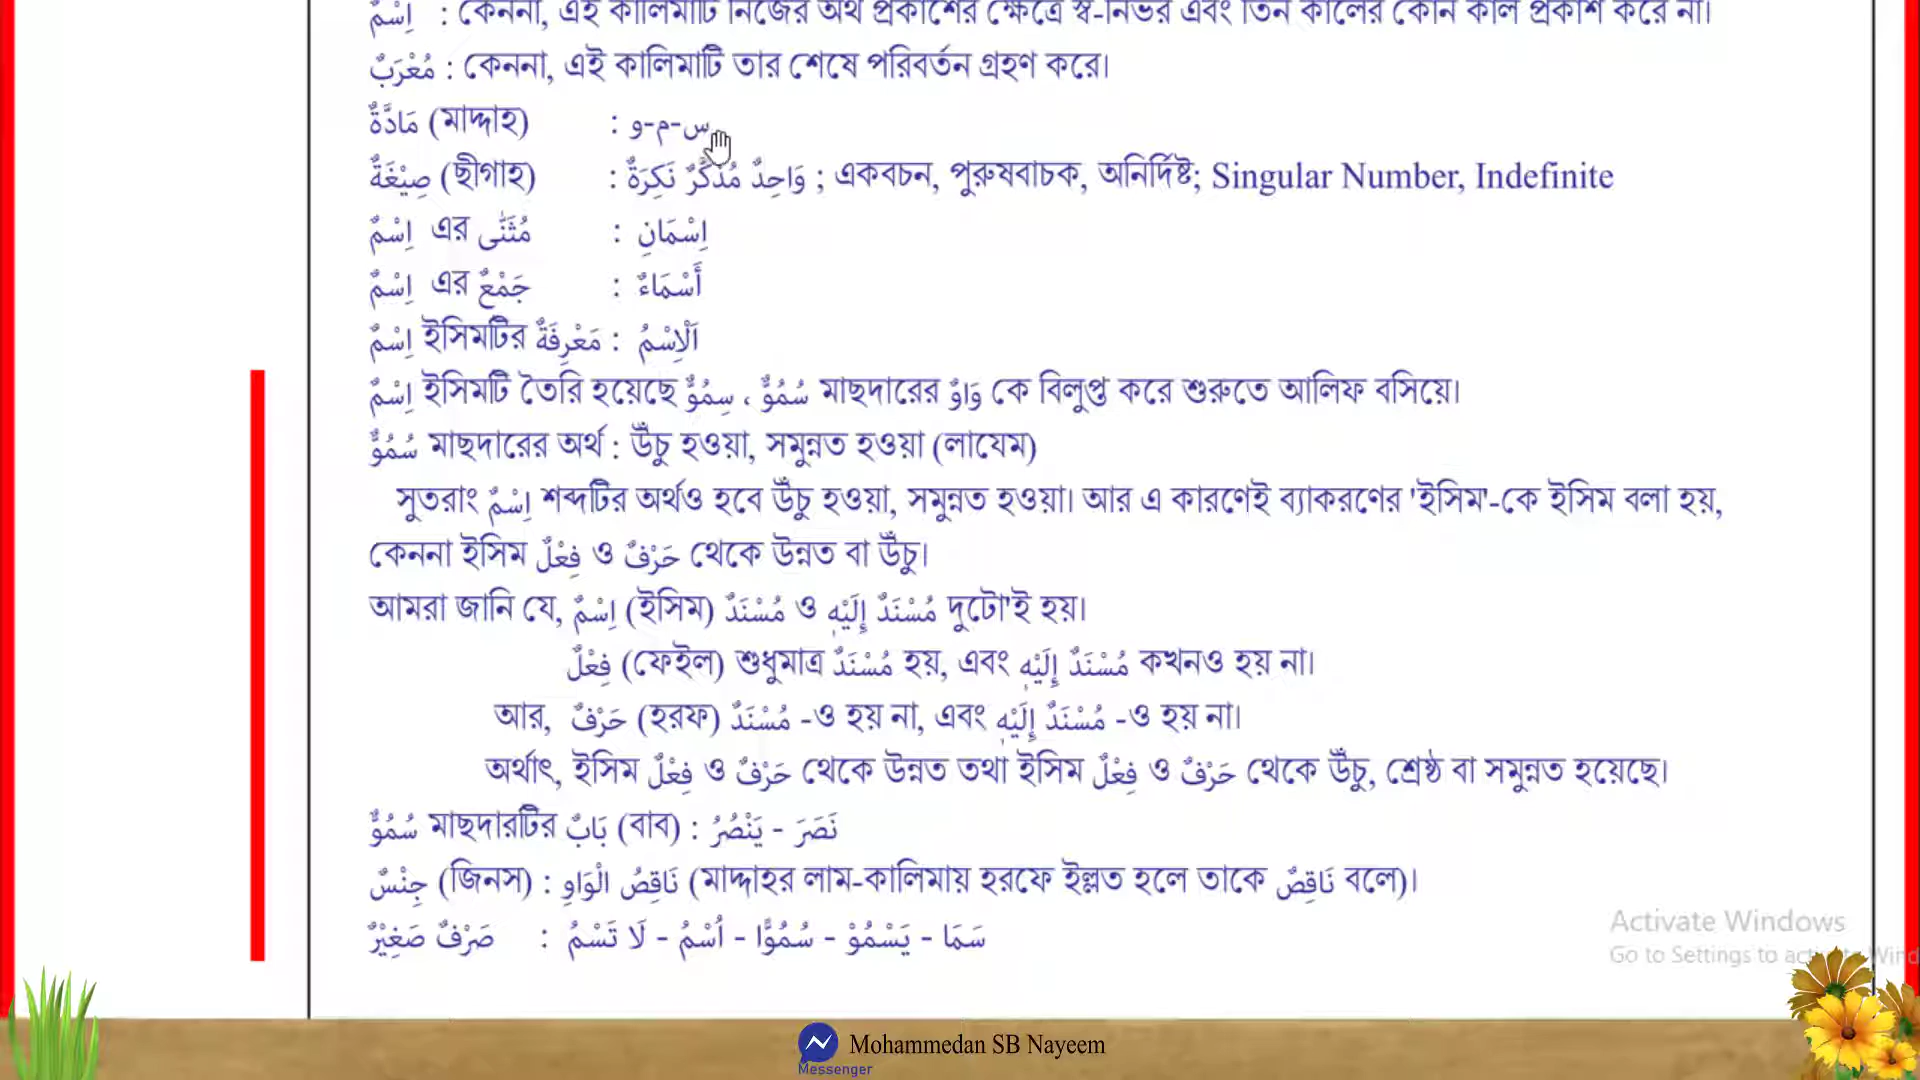 اِسْمٌ : কেননা, এই কালিমাটি নিজের অর্থ প্রকাশের ক্ষেত্রে স্ব-নির্ভর এবং তিন কালের কোন কাল প্রকাশ করে না।
مُعْرَبٌ : কেননা, এই কালিমাটি তার শেষে পরিবর্তন গ্রহণ করে।
مَادَّةٌ (মাদ্দাহ) : س-م-و
صِيْغَةٌ (ছীগাহ) : وَاحِدٌ مُذَكَّرٌ نَكِرَةٌ ; একবচন, পুরুষবাচক, অনির্দিষ্ট; Singular Number, Indefinite
اِسْمٌ এর مُثَنّٰى : اِسْمَانِ
اِسْمٌ এর جَمْعٌ : أَسْمَاءٌ
اِسْمٌ ইসিমটির مَعْرِفَةٌ : اَلْاِسْمُ
اِسْمٌ ইসিমটি তৈরি হয়েছে سُمُوٌّ ، سِمُوٌّ মাছদারের وَاوٌ কে বিলুপ্ত করে শুরুতে আলিফ বসিয়ে।
سُمُوٌّ মাছদারের অর্থ : উঁচু হওয়া, সমুন্নত হওয়া (লাযেম)
সুতরাং اِسْمٌ শব্দটির অর্থও হবে উঁচু হওয়া, সমুন্নত হওয়া। আর এ কারণেই ব্যাকরণের 'ইসিম'-কে ইসিম বলা হয়,
কেননা ইসিম فِعْلٌ ও حَرْفٌ থেকে উন্নত বা উঁচু।
আমরা জানি যে, اِسْمٌ (ইসিম) مُسْنَدٌ ও مُسْنَدٌ إِلَيْهِ দুটো'ই হয়।
فِعْلٌ (ফেইল) শুধুমাত্র مُسْنَدٌ হয়, এবং مُسْنَدٌ إِلَيْهِ কখনও হয় না।
আর, حَرْفٌ (হরফ) مُسْنَدٌ -ও হয় না, এবং مُسْنَدٌ إِلَيْهِ -ও হয় না।
অর্থাৎ, ইসিম فِعْلٌ ও حَرْفٌ থেকে উন্নত তথা ইসিম فِعْلٌ ও حَرْفٌ থেকে উঁচু, শ্রেষ্ঠ বা সমুন্নত হয়েছে।
سُمُوٌّ মাছদারটির بَابٌ (বাব) : نَصَرَ - يَنْصُرُ
جِنْسٌ (জিনস) : نَاقِصُ الْوَاوِ (মাদ্দাহর লাম-কালিমায় হরফে ইল্লত হলে তাকে نَاقِصٌ বলে)।
صَرْفٌ صَغِيْرٌ : سَمَا - يَسْمُوْ - سُمُوًّا - اُسْمُ - لَا تَسْمُ
Activate Windows
Go to Settings to
Mohammedan SB Nayeem
Messenger